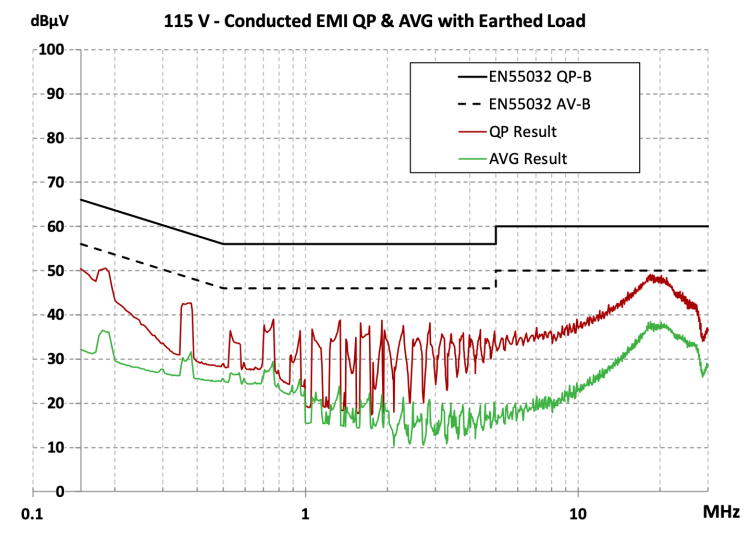 dBµV
115 V - Conducted EMI QP & AVG with Earthed Load
100
90
80
70
60
50
40
30
20
10
0
EN55032 QP-B
EN55032 AV-B
QP Result
AVG Result
0.1
1
10
MHz